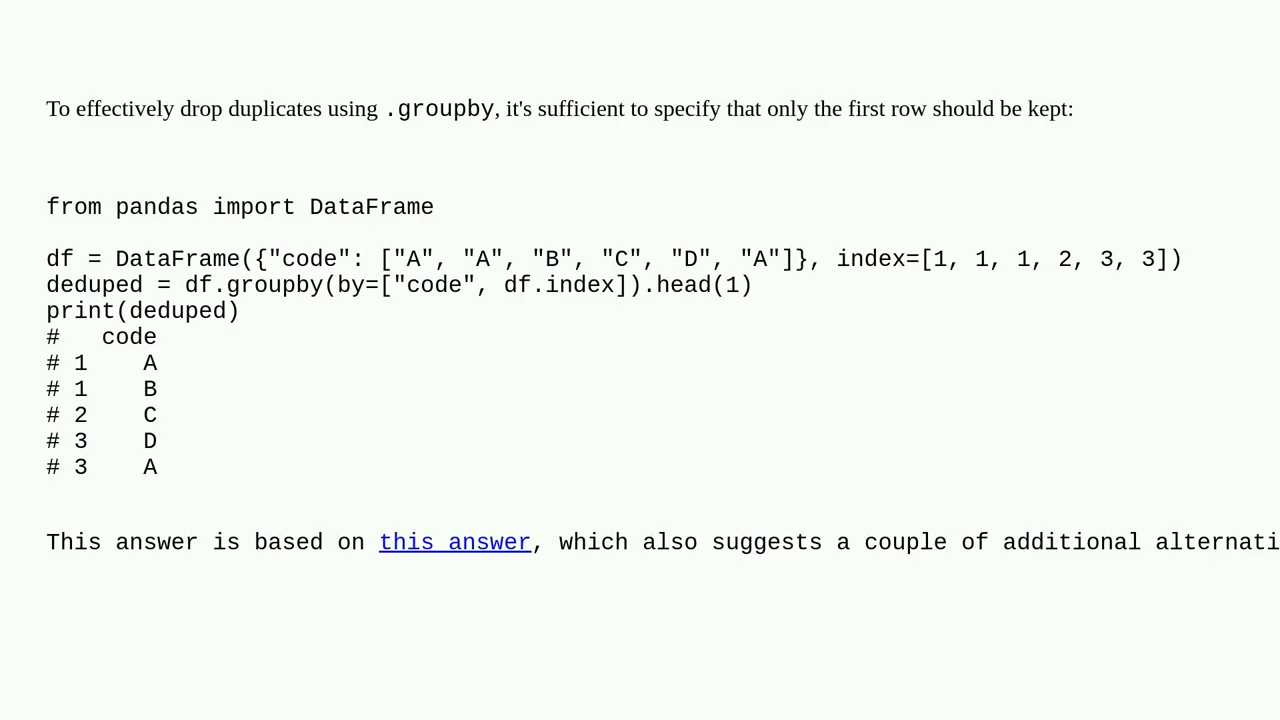 To effectively drop duplicates using .groupby, it's sufficient to specify that only the first row should be kept:
from pandas import DataFrame
df = DataFrame({"code": ["A", "A", "B", "C", "D", "A"]}, index=[1, 1, 1, 2, 3, 3])
deduped = df.groupby(by=["code", df.index]).head(1)
print(deduped)
#   code
# 1    A
# 1    B
# 2    C
# 3    D
# 3    A
This answer is based on this answer, which also suggests a couple of additional